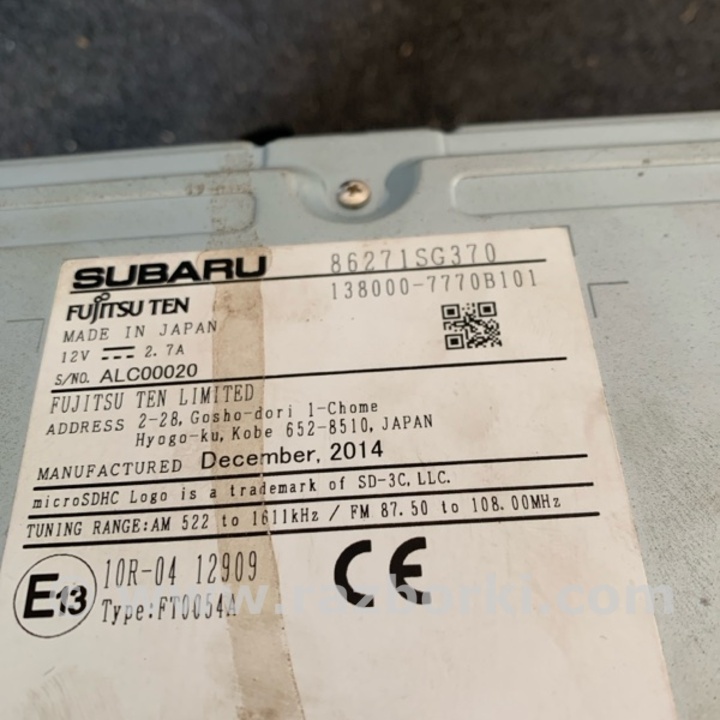 SUBARU 86271SG370
FUJITSU TEN 138000-7770B101
MADE IN JAPAN
12V 2.7A
S/NO. ALC00020
FUJITSU TEN LIMITED
ADDRESS 2-28, Gosho-dori 1-Chome
Hyogo-ku, Kobe 652-8510, JAPAN
MANUFACTURED December, 2014
microSDHC Logo is a trademark of SD-3C, LLC.
TUNING RANGE:AM 522 to 1611kHz / FM 87.50 to 108.00MHz
E13 10R-04 12909 CE
Type:FT0054A
www.razborki.com